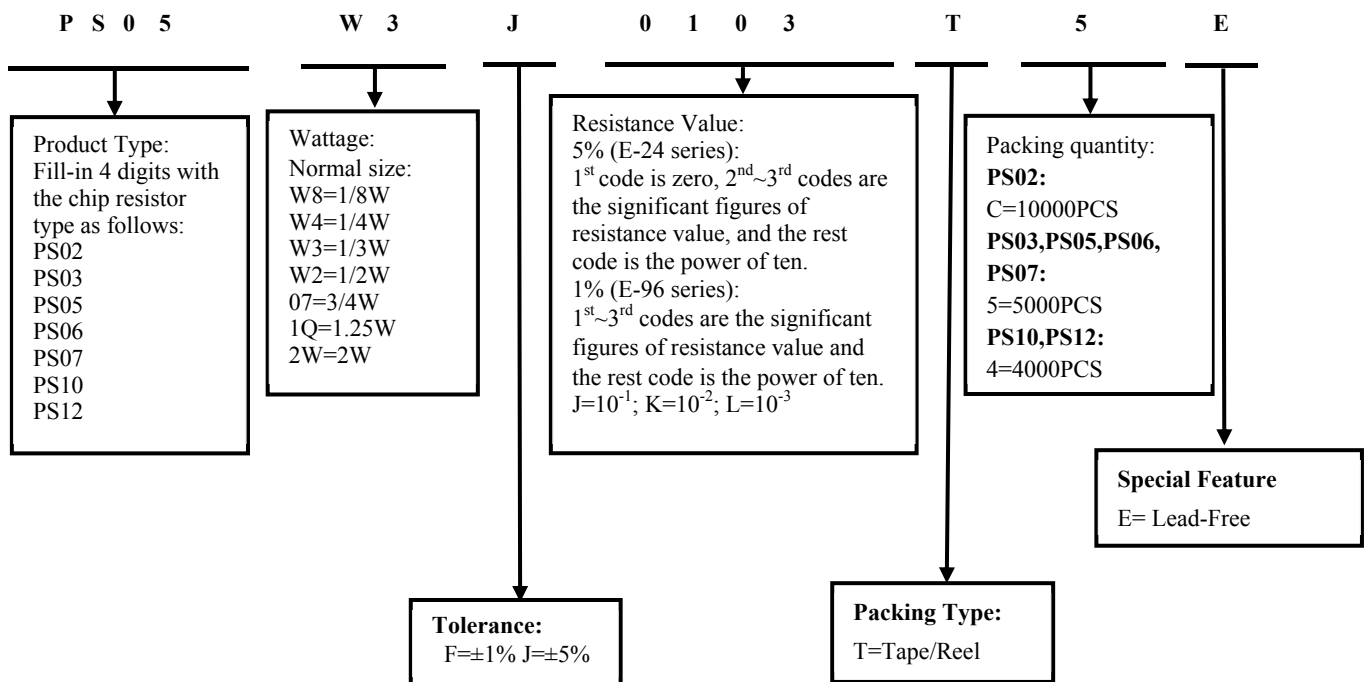 P S 0 5 W 3 J 0 1 0 3 T 5 E
Product Type:
Fill-in 4 digits with
the chip resistor
type as follows:
PS02
PS03
PS05
PS06
PS07
PS10
PS12
Wattage:
Normal size:
W8=1/8W
W4=1/4W
W3=1/3W
W2=1/2W
07=3/4W
1Q=1.25W
2W=2W
Resistance Value:
5% (E-24 series):
1st code is zero, 2nd~3rd codes are
the significant figures of
resistance value, and the rest
code is the power of ten.
1% (E-96 series):
1st~3rd codes are the significant
figures of resistance value and
the rest code is the power of ten.
J=10-1; K=10-2; L=10-3
Packing quantity:
PS02:
C=10000PCS
PS03,PS05,PS06,
PS07:
5=5000PCS
PS10,PS12:
4=4000PCS
Special Feature
E= Lead-Free
Tolerance:
F=±1% J=±5%
Packing Type:
T=Tape/Reel